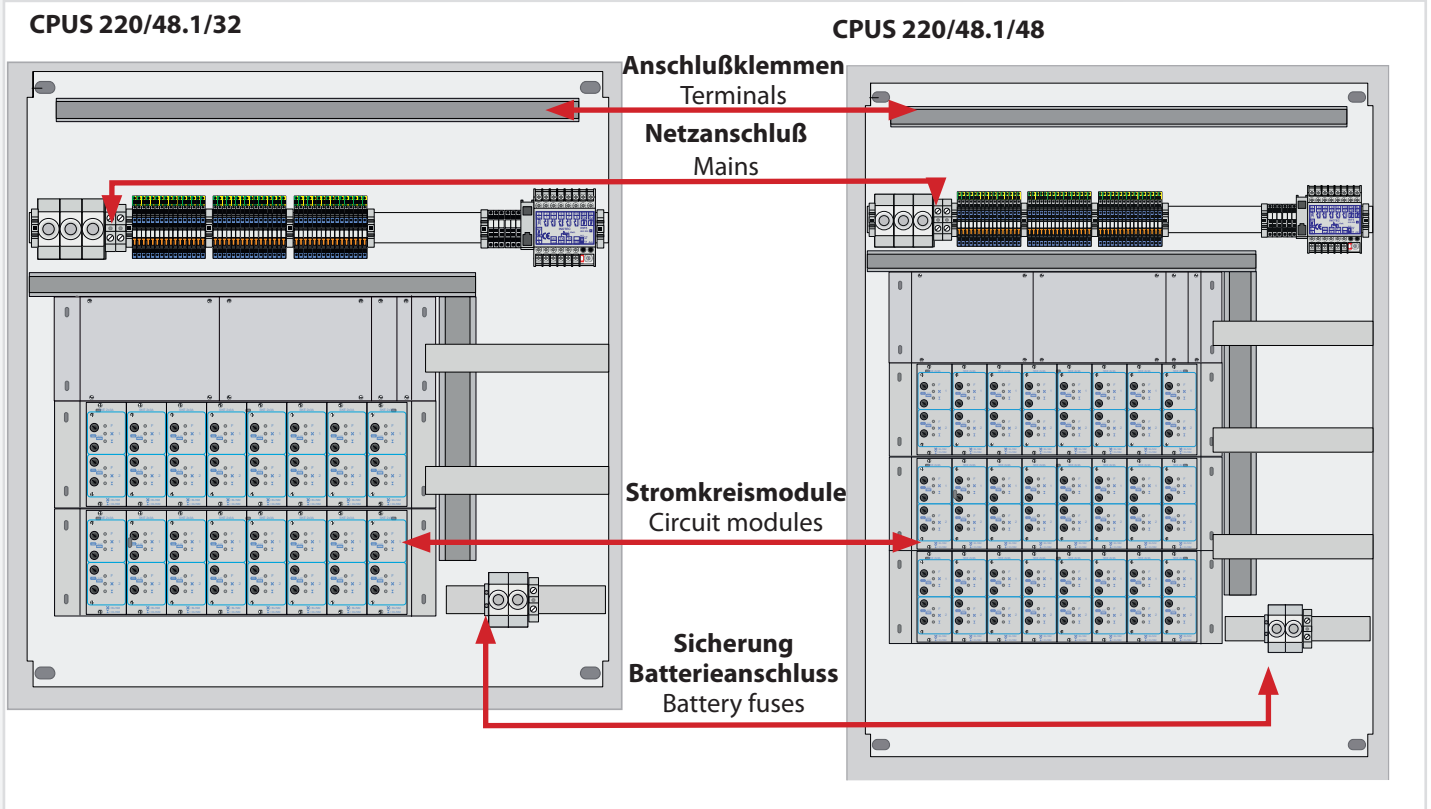 CPUS 220/48.1/32
CPUS 220/48.1/48
Anschlußklemmen
Terminals
Netzanschluß
Mains
Stromkreismodule
Circuit modules
Sicherung
Batterieanschluss
Battery fuses